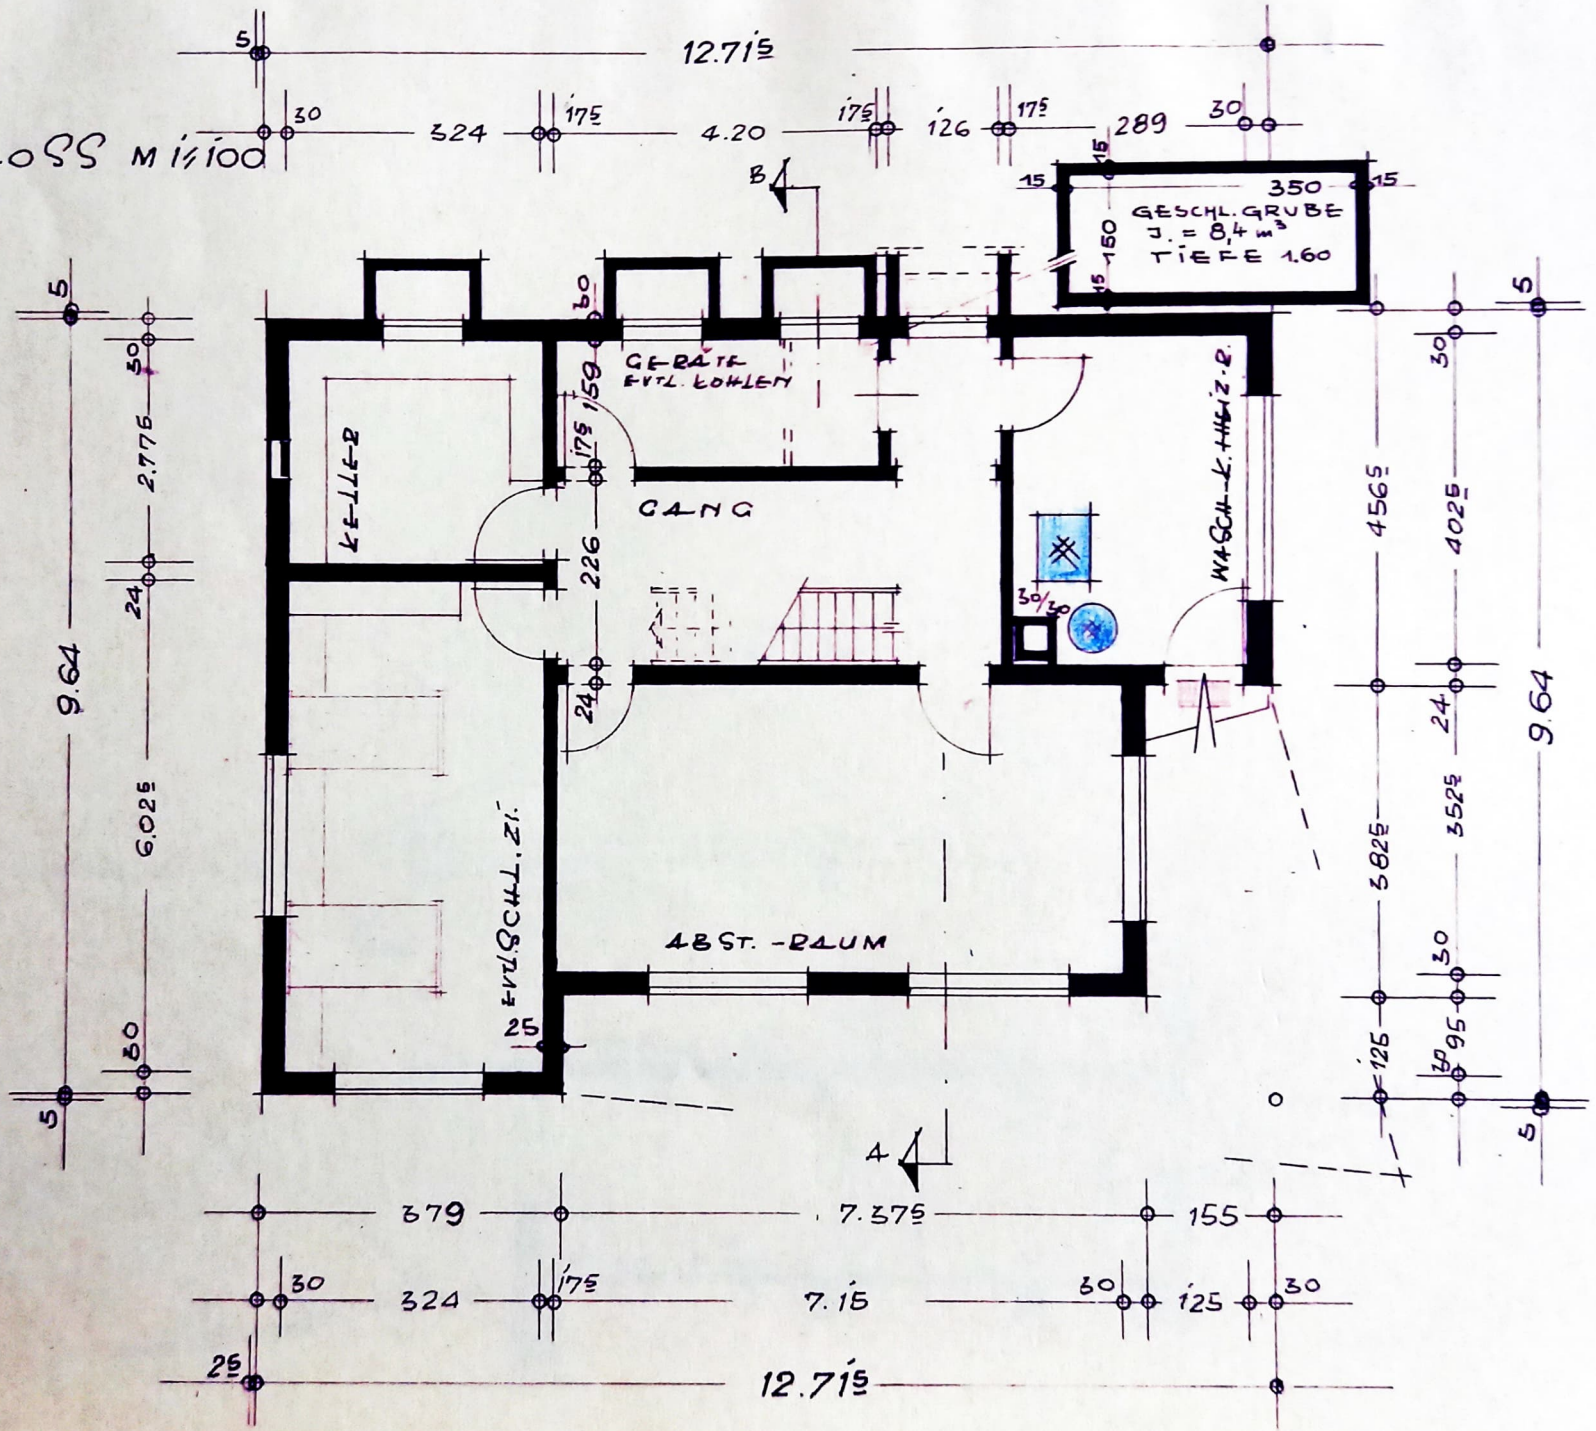 5 12.71⁵
30 324 17⁵ 4.20 17⁵ 126 17⁵ 289 30
OSS M 1:100
B
15 350 15
15
150
15
GESCHL. GRUBE
J. = 8,4 m³
TIEFE 1.60
5
30
2.775
24
9.64
6.02⁵
30
5
30
159
17⁵
226
24
GERÄTE
EVTL. KOHLEN
KELLER
GANG
WASCH-K. + HEIZ-R.
30/30
EVTL. SCHL. ZI.
ABST. - RAUM
25
A
5
30
456⁵
402⁵
24
9.64
382⁵
352⁵
30
125
95
30
5
379 7.37⁵ 155
30 324 17⁵ 7.15 30 125 30
2⁵ 12.71⁵